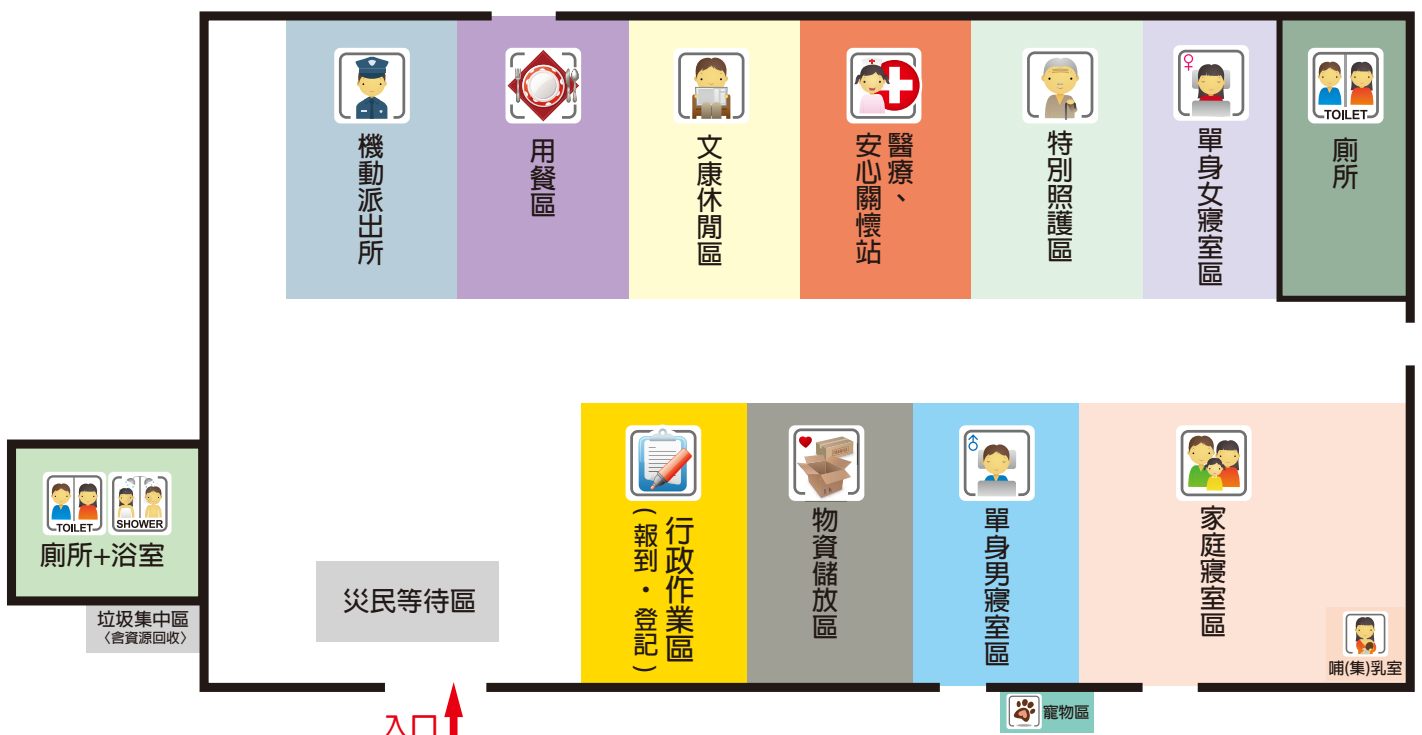 機動派出所
用餐區
文康休閒區
醫療、
安心關懷站
特別照護區
單身女寢室區
TOILET
廁所
TOILET
SHOWER
廁所+浴室
垃圾集中區
〈含資源回收〉
災民等待區
入口
行政作業區
(報到・登記)
物資儲放區
單身男寢室區
家庭寢室區
哺(集)乳室
寵物區